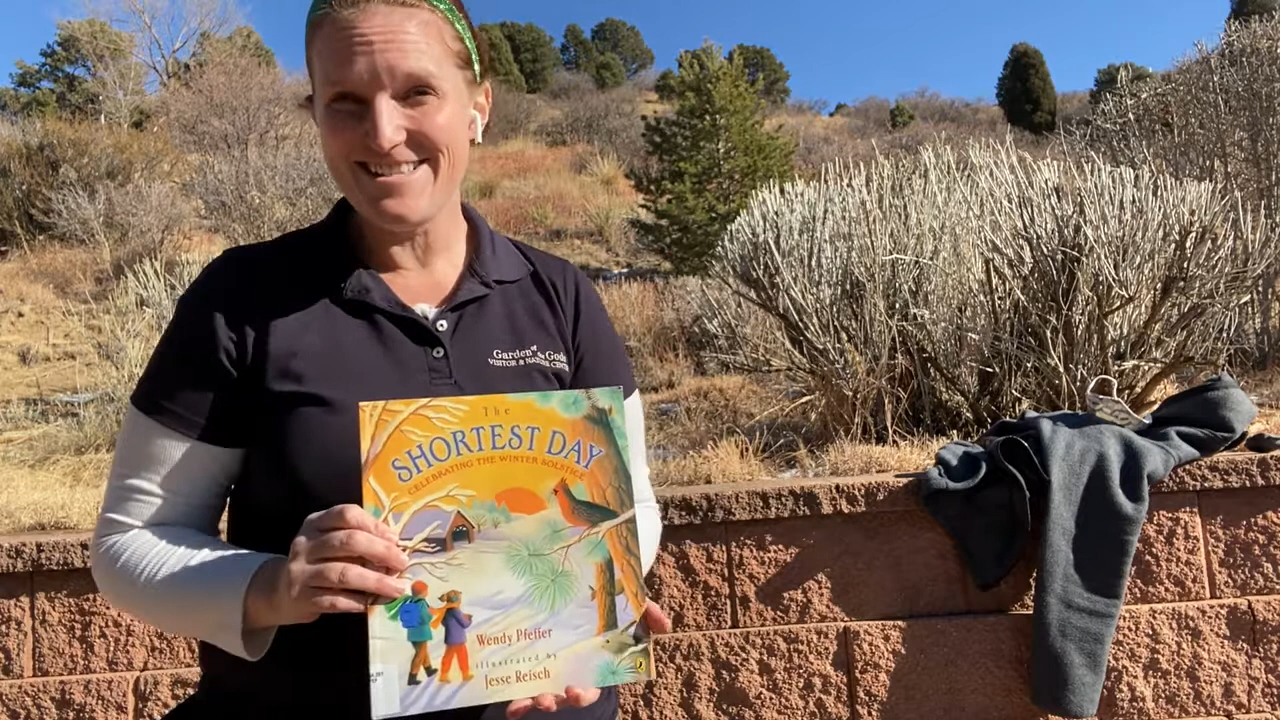 Garden of the Gods
VISITOR & NATURE CENTER
The
SHORTEST DAY
CELEBRATING THE WINTER SOLSTICE
Wendy Pfeffer
illustrated by
Jesse Reisch